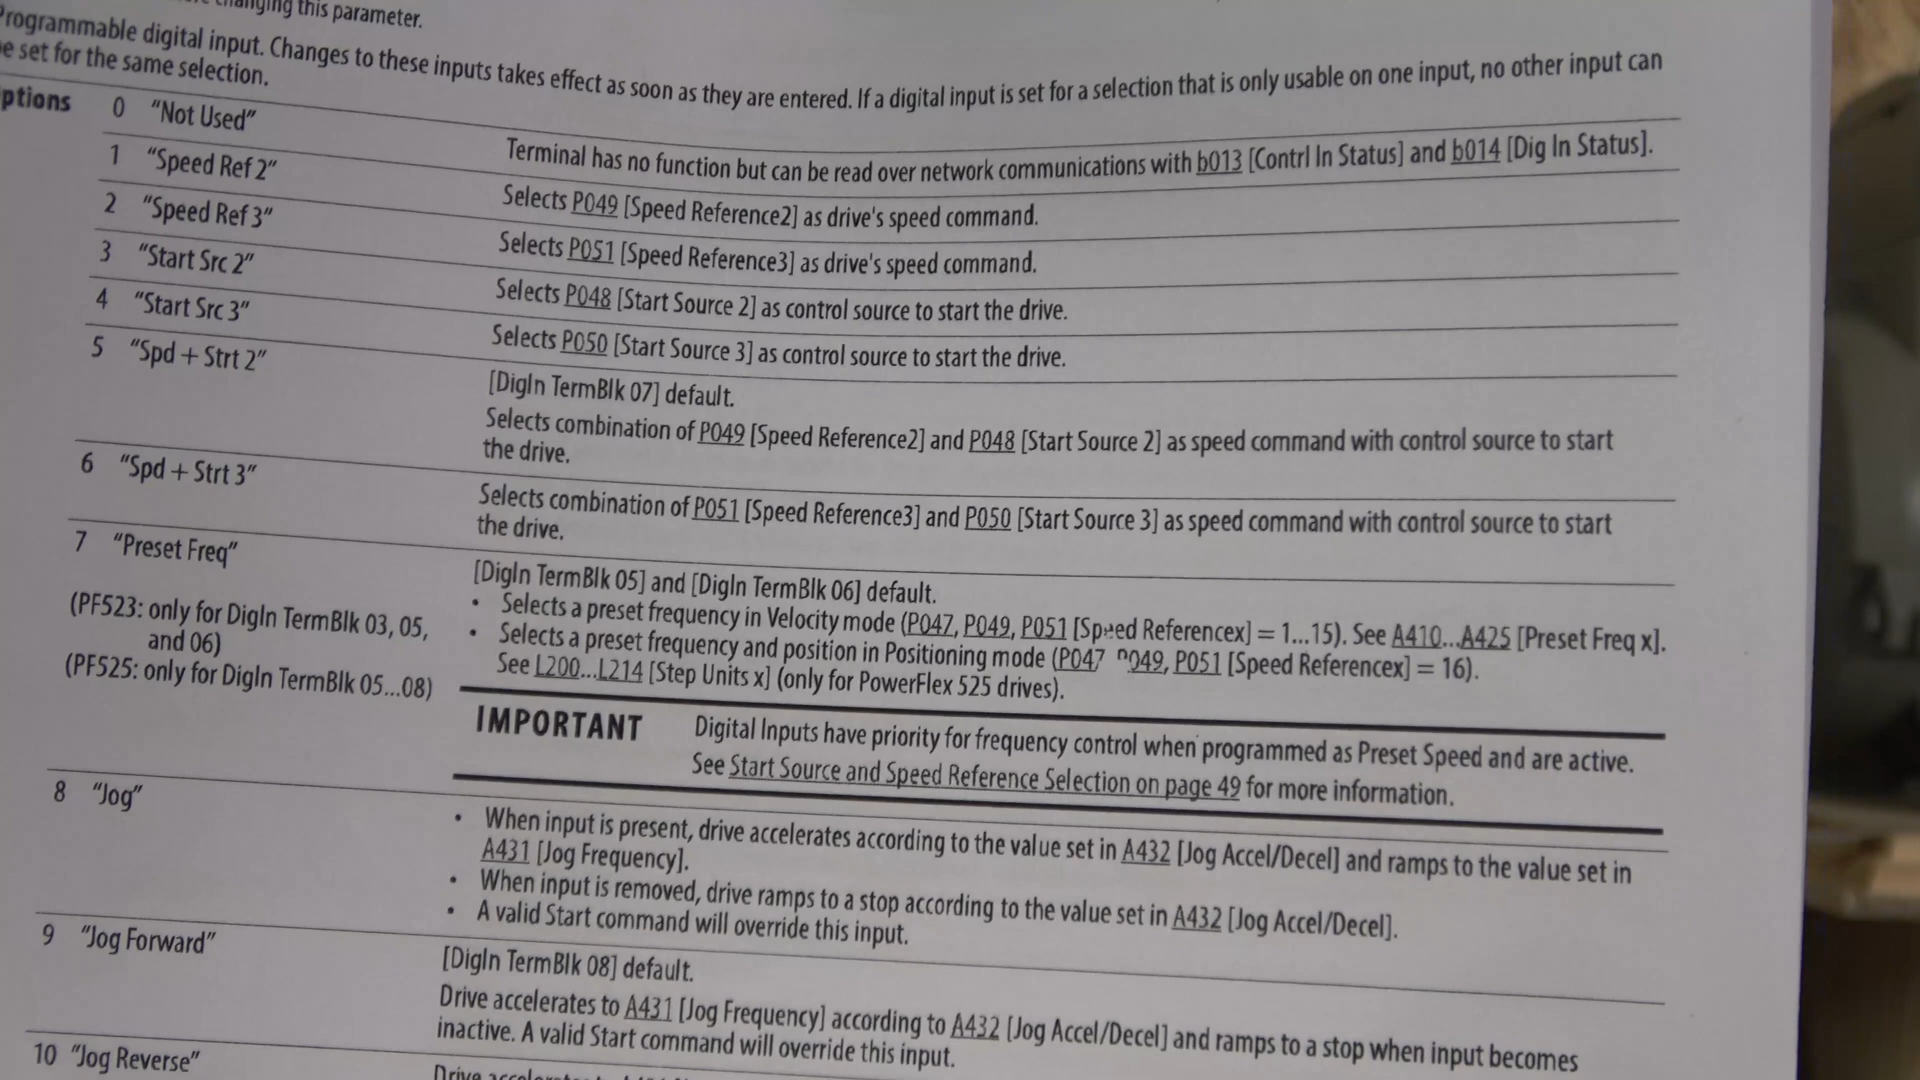 changing this parameter.
Programmable digital input. Changes to these inputs takes effect as soon as they are entered. If a digital input is set for a selection that is only usable on one input, no other input can
e set for the same selection.
ptions 0 “Not Used” Terminal has no function but can be read over network communications with b013 [Contrl In Status] and b014 [Dig In Status].
1 “Speed Ref 2” Selects P049 [Speed Reference2] as drive's speed command.
2 “Speed Ref 3” Selects P051 [Speed Reference3] as drive's speed command.
3 “Start Src 2” Selects P048 [Start Source 2] as control source to start the drive.
4 “Start Src 3” Selects P050 [Start Source 3] as control source to start the drive.
5 “Spd + Strt 2” [DigIn TermBlk 07] default.
Selects combination of P049 [Speed Reference2] and P048 [Start Source 2] as speed command with control source to start
the drive.
6 “Spd + Strt 3” Selects combination of P051 [Speed Reference3] and P050 [Start Source 3] as speed command with control source to start
the drive.
7 “Preset Freq”
(PF523: only for DigIn TermBlk 03, 05,
and 06)
(PF525: only for DigIn TermBlk 05...08)
[DigIn TermBlk 05] and [DigIn TermBlk 06] default.
• Selects a preset frequency in Velocity mode (P047, P049, P051 [Speed Referencex] = 1...15). See A410...A425 [Preset Freq x].
• Selects a preset frequency and position in Positioning mode (P047 P049, P051 [Speed Referencex] = 16).
See L200...L214 [Step Units x] (only for PowerFlex 525 drives).
IMPORTANT Digital Inputs have priority for frequency control when programmed as Preset Speed and are active.
See Start Source and Speed Reference Selection on page 49 for more information.
8 “Jog” • When input is present, drive accelerates according to the value set in A432 [Jog Accel/Decel] and ramps to the value set in
A431 [Jog Frequency].
• When input is removed, drive ramps to a stop according to the value set in A432 [Jog Accel/Decel].
• A valid Start command will override this input.
9 “Jog Forward” [DigIn TermBlk 08] default.
Drive accelerates to A431 [Jog Frequency] according to A432 [Jog Accel/Decel] and ramps to a stop when input becomes
inactive. A valid Start command will override this input.
10 “Jog Reverse” Drive